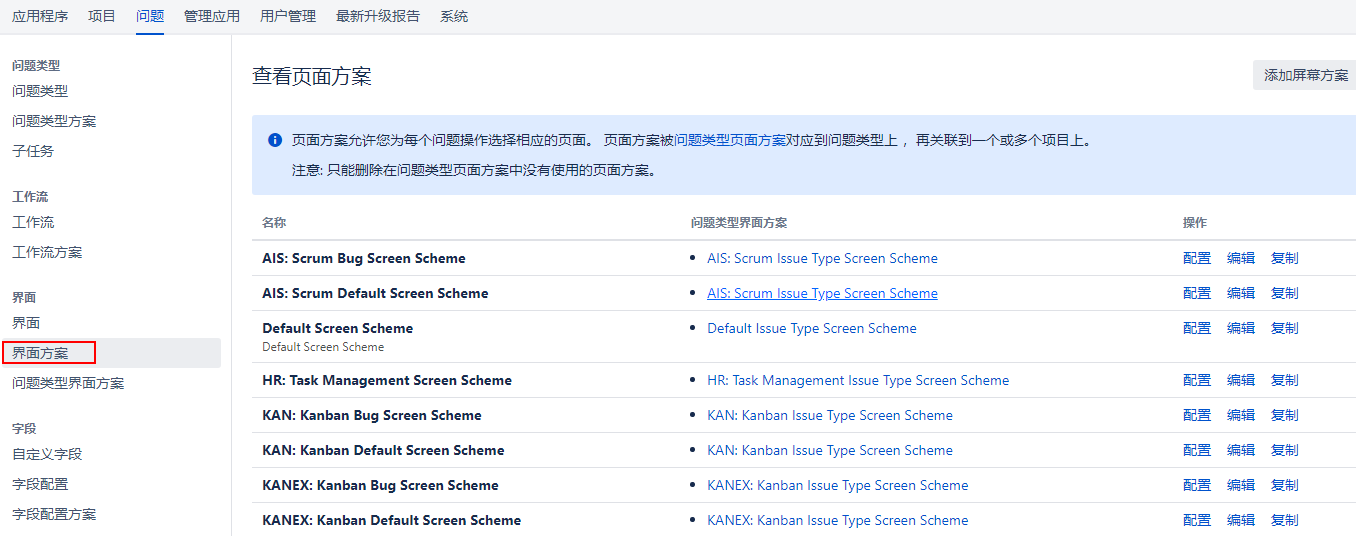 应用程序 项目 问题 管理应用 用户管理 最新升级报告 系统
问题类型
问题类型
问题类型方案
子任务
工作流
工作流
工作流方案
界面
界面
界面方案
问题类型界面方案
字段
自定义字段
字段配置
字段配置方案
查看页面方案
添加屏幕方案
页面方案允许您为每个问题操作选择相应的页面。 页面方案被问题类型页面方案对应到问题类型上 ，再关联到一个或多个项目上。
注意: 只能删除在问题类型页面方案中没有使用的页面方案。
名称 问题类型界面方案 操作
AIS: Scrum Bug Screen Scheme • AIS: Scrum Issue Type Screen Scheme 配置 编辑 复制
AIS: Scrum Default Screen Scheme • AIS: Scrum Issue Type Screen Scheme 配置 编辑 复制
Default Screen Scheme • Default Issue Type Screen Scheme 配置 编辑 复制
Default Screen Scheme
HR: Task Management Screen Scheme • HR: Task Management Issue Type Screen Scheme 配置 编辑 复制
KAN: Kanban Bug Screen Scheme • KAN: Kanban Issue Type Screen Scheme 配置 编辑 复制
KAN: Kanban Default Screen Scheme • KAN: Kanban Issue Type Screen Scheme 配置 编辑 复制
KANEX: Kanban Bug Screen Scheme • KANEX: Kanban Issue Type Screen Scheme 配置 编辑 复制
KANEX: Kanban Default Screen Scheme • KANEX: Kanban Issue Type Screen Scheme 配置 编辑 复制